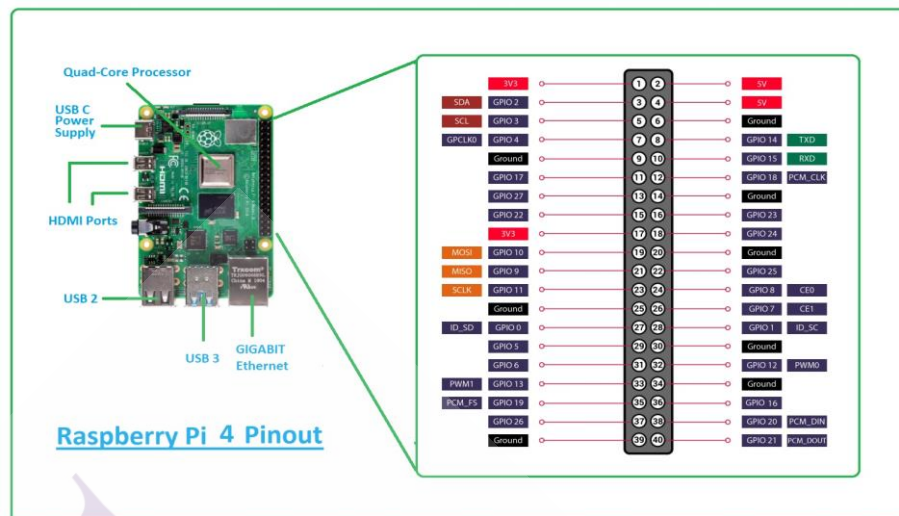 Quad-Core Processor
USB C
Power
Supply
HDMI Ports
HDMI
FC
CE
Trxcom
USB 2
USB 3
GIGABIT
Ethernet
Raspberry Pi 4 Pinout
3V3 1 2 5V
SDA GPIO 2 3 4 5V
SCL GPIO 3 5 6 Ground
GPCLK0 GPIO 4 7 8 GPIO 14 TXD
Ground 9 10 GPIO 15 RXD
GPIO 17 11 12 GPIO 18 PCM_CLK
GPIO 27 13 14 Ground
GPIO 22 15 16 GPIO 23
3V3 17 18 GPIO 24
MOSI GPIO 10 19 20 Ground
MISO GPIO 9 21 22 GPIO 25
SCLK GPIO 11 23 24 GPIO 8 CE0
Ground 25 26 GPIO 7 CE1
ID_SD GPIO 0 27 28 GPIO 1 ID_SC
GPIO 5 29 30 Ground
GPIO 6 31 32 GPIO 12 PWM0
PWM1 GPIO 13 33 34 Ground
PCM_FS GPIO 19 35 36 GPIO 16
GPIO 26 37 38 GPIO 20 PCM_DIN
Ground 39 40 GPIO 21 PCM_DOUT